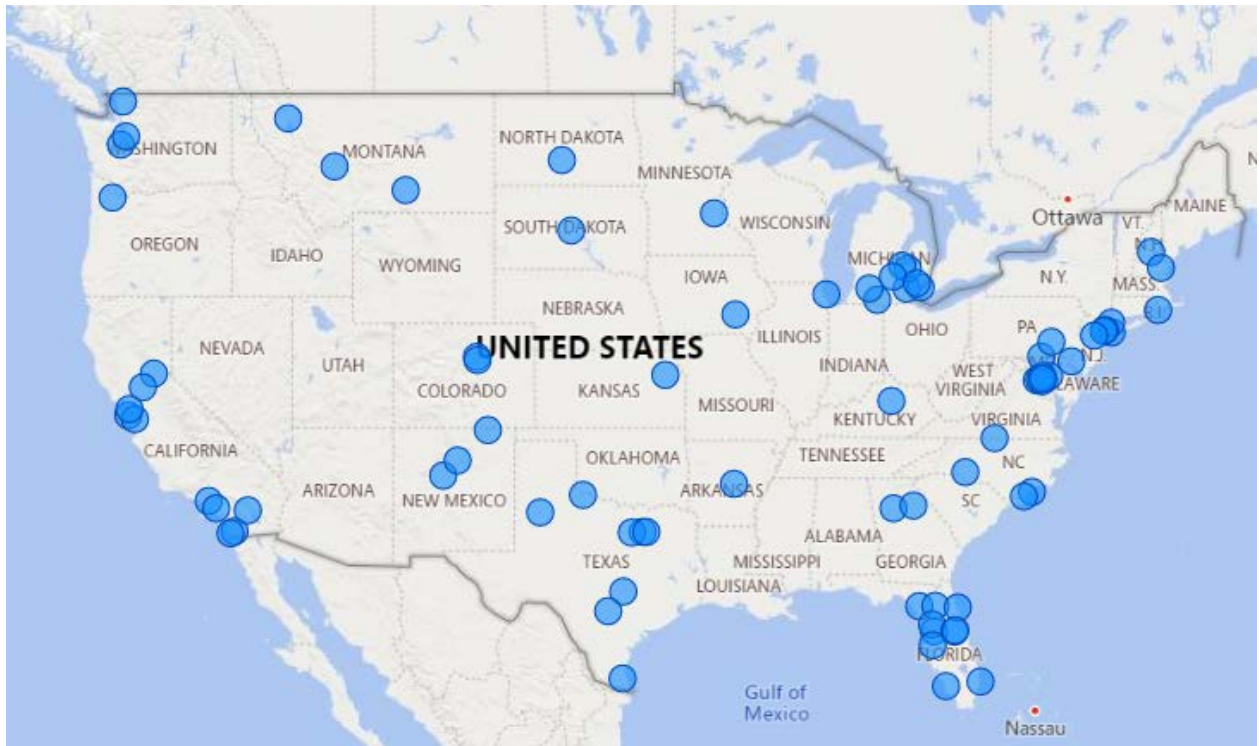 NORTH DAKOTA
WASHINGTON
MONTANA
MINNESOTA
MAINE
Ottawa
VT.
N.H.
SOUTH DAKOTA
WISCONSIN
OREGON
IDAHO
WYOMING
MICHIGAN
N.Y.
MASS.
R.I.
IOWA
NEBRASKA
PA
OHIO
NEVADA
UTAH
UNITED STATES
ILLINOIS
N.J.
INDIANA
WEST
VIRGINIA
COLORADO
KANSAS
MISSOURI
KENTUCKY
VIRGINIA
CALIFORNIA
OKLAHOMA
TENNESSEE
NC
ARIZONA
NEW MEXICO
ARKANSAS
SC
ALABAMA
TEXAS
MISSISSIPPI
GEORGIA
LOUISIANA
FLORIDA
Gulf of
Mexico
Nassau